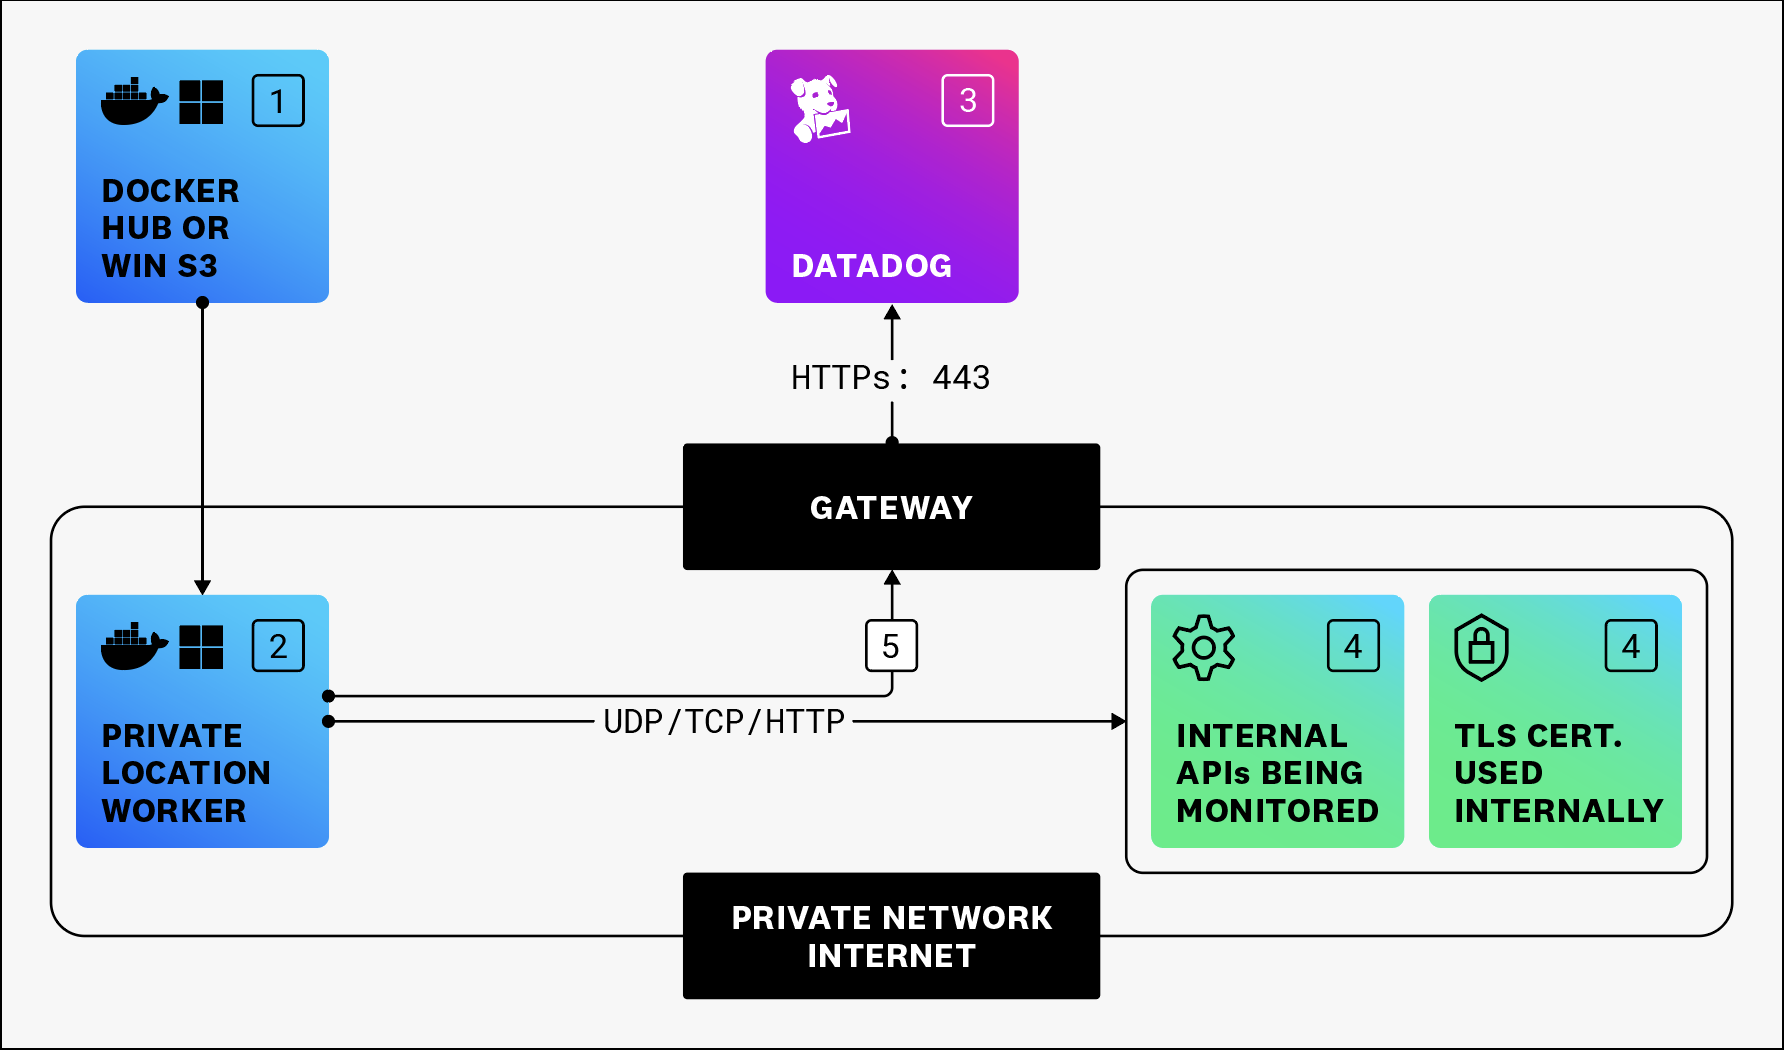 1
DOCKER
HUB OR
WIN S3
3
DATADOG
HTTPs: 443
GATEWAY
2
PRIVATE
LOCATION
WORKER
5
UDP/TCP/HTTP
4
INTERNAL
APIs BEING
MONITORED
4
TLS CERT.
USED
INTERNALLY
PRIVATE NETWORK
INTERNET